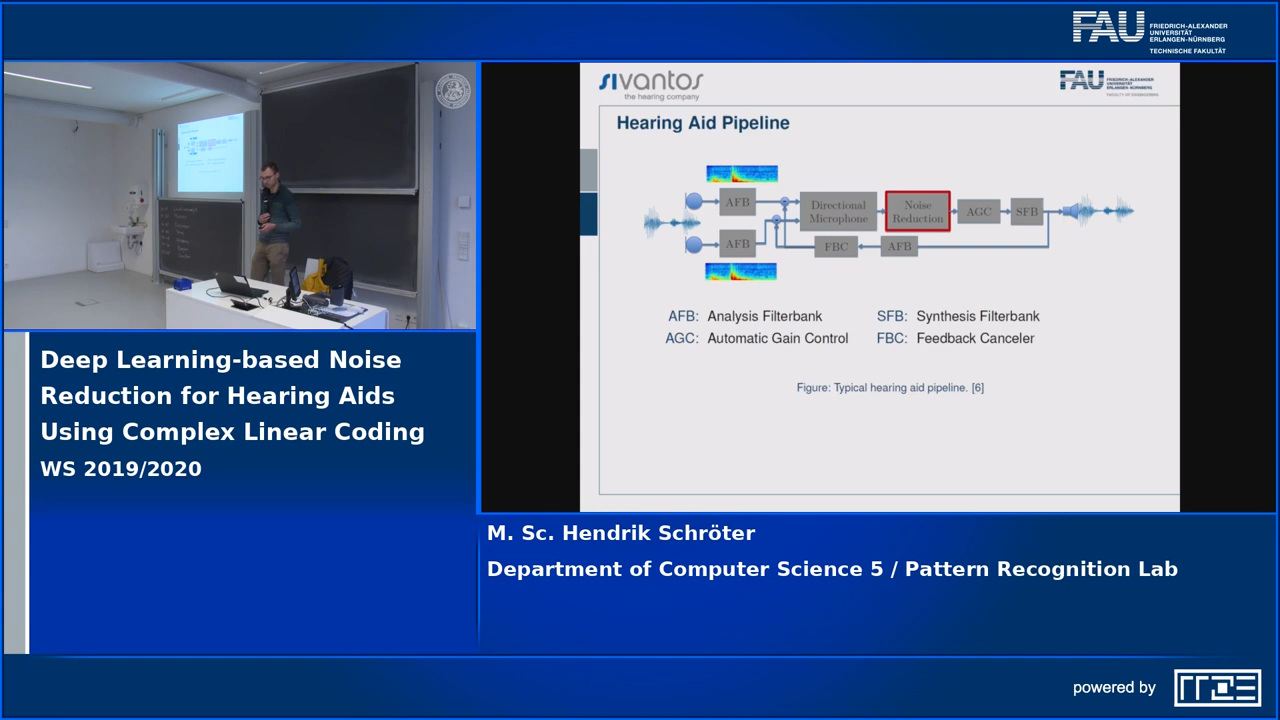 FAU
FRIEDRICH-ALEXANDER
UNIVERSITÄT
ERLANGEN-NÜRNBERG
TECHNISCHE FAKULTÄT
sivantos
the hearing company
FAU
FRIEDRICH-ALEXANDER
UNIVERSITÄT
ERLANGEN-NÜRNBERG
FACULTY OF ENGINEERING
Hearing Aid Pipeline
AFB
Directional
Microphone
Noise
Reduction
AGC
SFB
AFB
FBC
AFB
AFB: Analysis Filterbank
SFB: Synthesis Filterbank
AGC: Automatic Gain Control
FBC: Feedback Canceler
Figure: Typical hearing aid pipeline. [6]
Deep Learning-based Noise
Reduction for Hearing Aids
Using Complex Linear Coding
WS 2019/2020
M. Sc. Hendrik Schröter
Department of Computer Science 5 / Pattern Recognition Lab
powered by